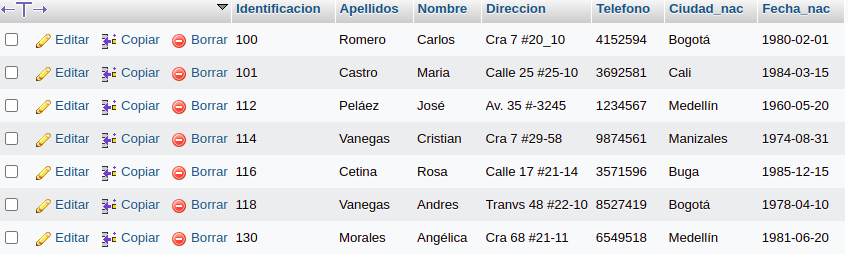 Identificacion Apellidos Nombre Direccion Telefono Ciudad_nac Fecha_nac
Editar Copiar Borrar 100 Romero Carlos Cra 7 #20_10 4152594 Bogotá 1980-02-01
Editar Copiar Borrar 101 Castro Maria Calle 25 #25-10 3692581 Cali 1984-03-15
Editar Copiar Borrar 112 Peláez José Av. 35 #-3245 1234567 Medellín 1960-05-20
Editar Copiar Borrar 114 Vanegas Cristian Cra 7 #29-58 9874561 Manizales 1974-08-31
Editar Copiar Borrar 116 Cetina Rosa Calle 17 #21-14 3571596 Buga 1985-12-15
Editar Copiar Borrar 118 Vanegas Andres Tranvs 48 #22-10 8527419 Bogotá 1978-04-10
Editar Copiar Borrar 130 Morales Angélica Cra 68 #21-11 6549518 Medellín 1981-06-20